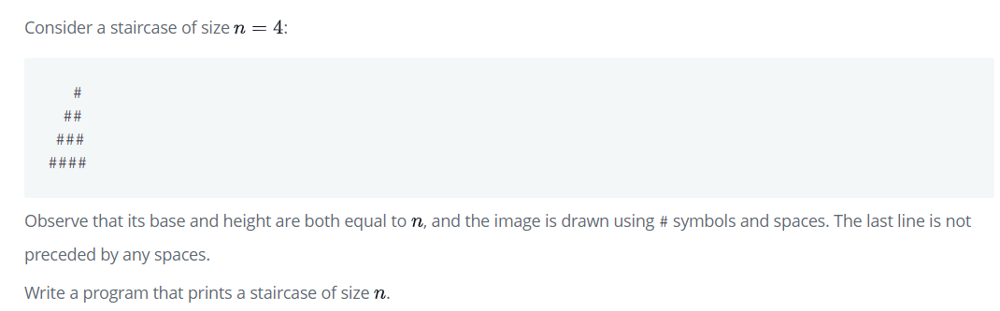 Consider a staircase of size n = 4:
#
##
###
####
Observe that its base and height are both equal to n, and the image is drawn using # symbols and spaces. The last line is not
preceded by any spaces.
Write a program that prints a staircase of size n.